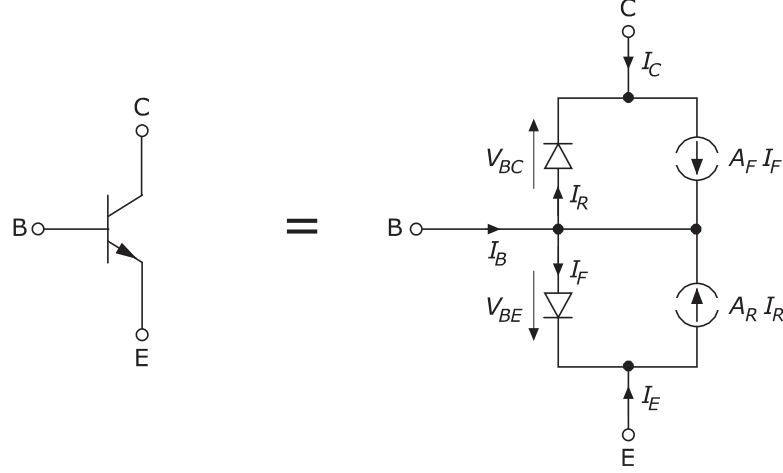 C
B
E
=
C
I_C
V_BC
I_R
A_F I_F
B
I_B
I_F
V_BE
A_R I_R
I_E
E